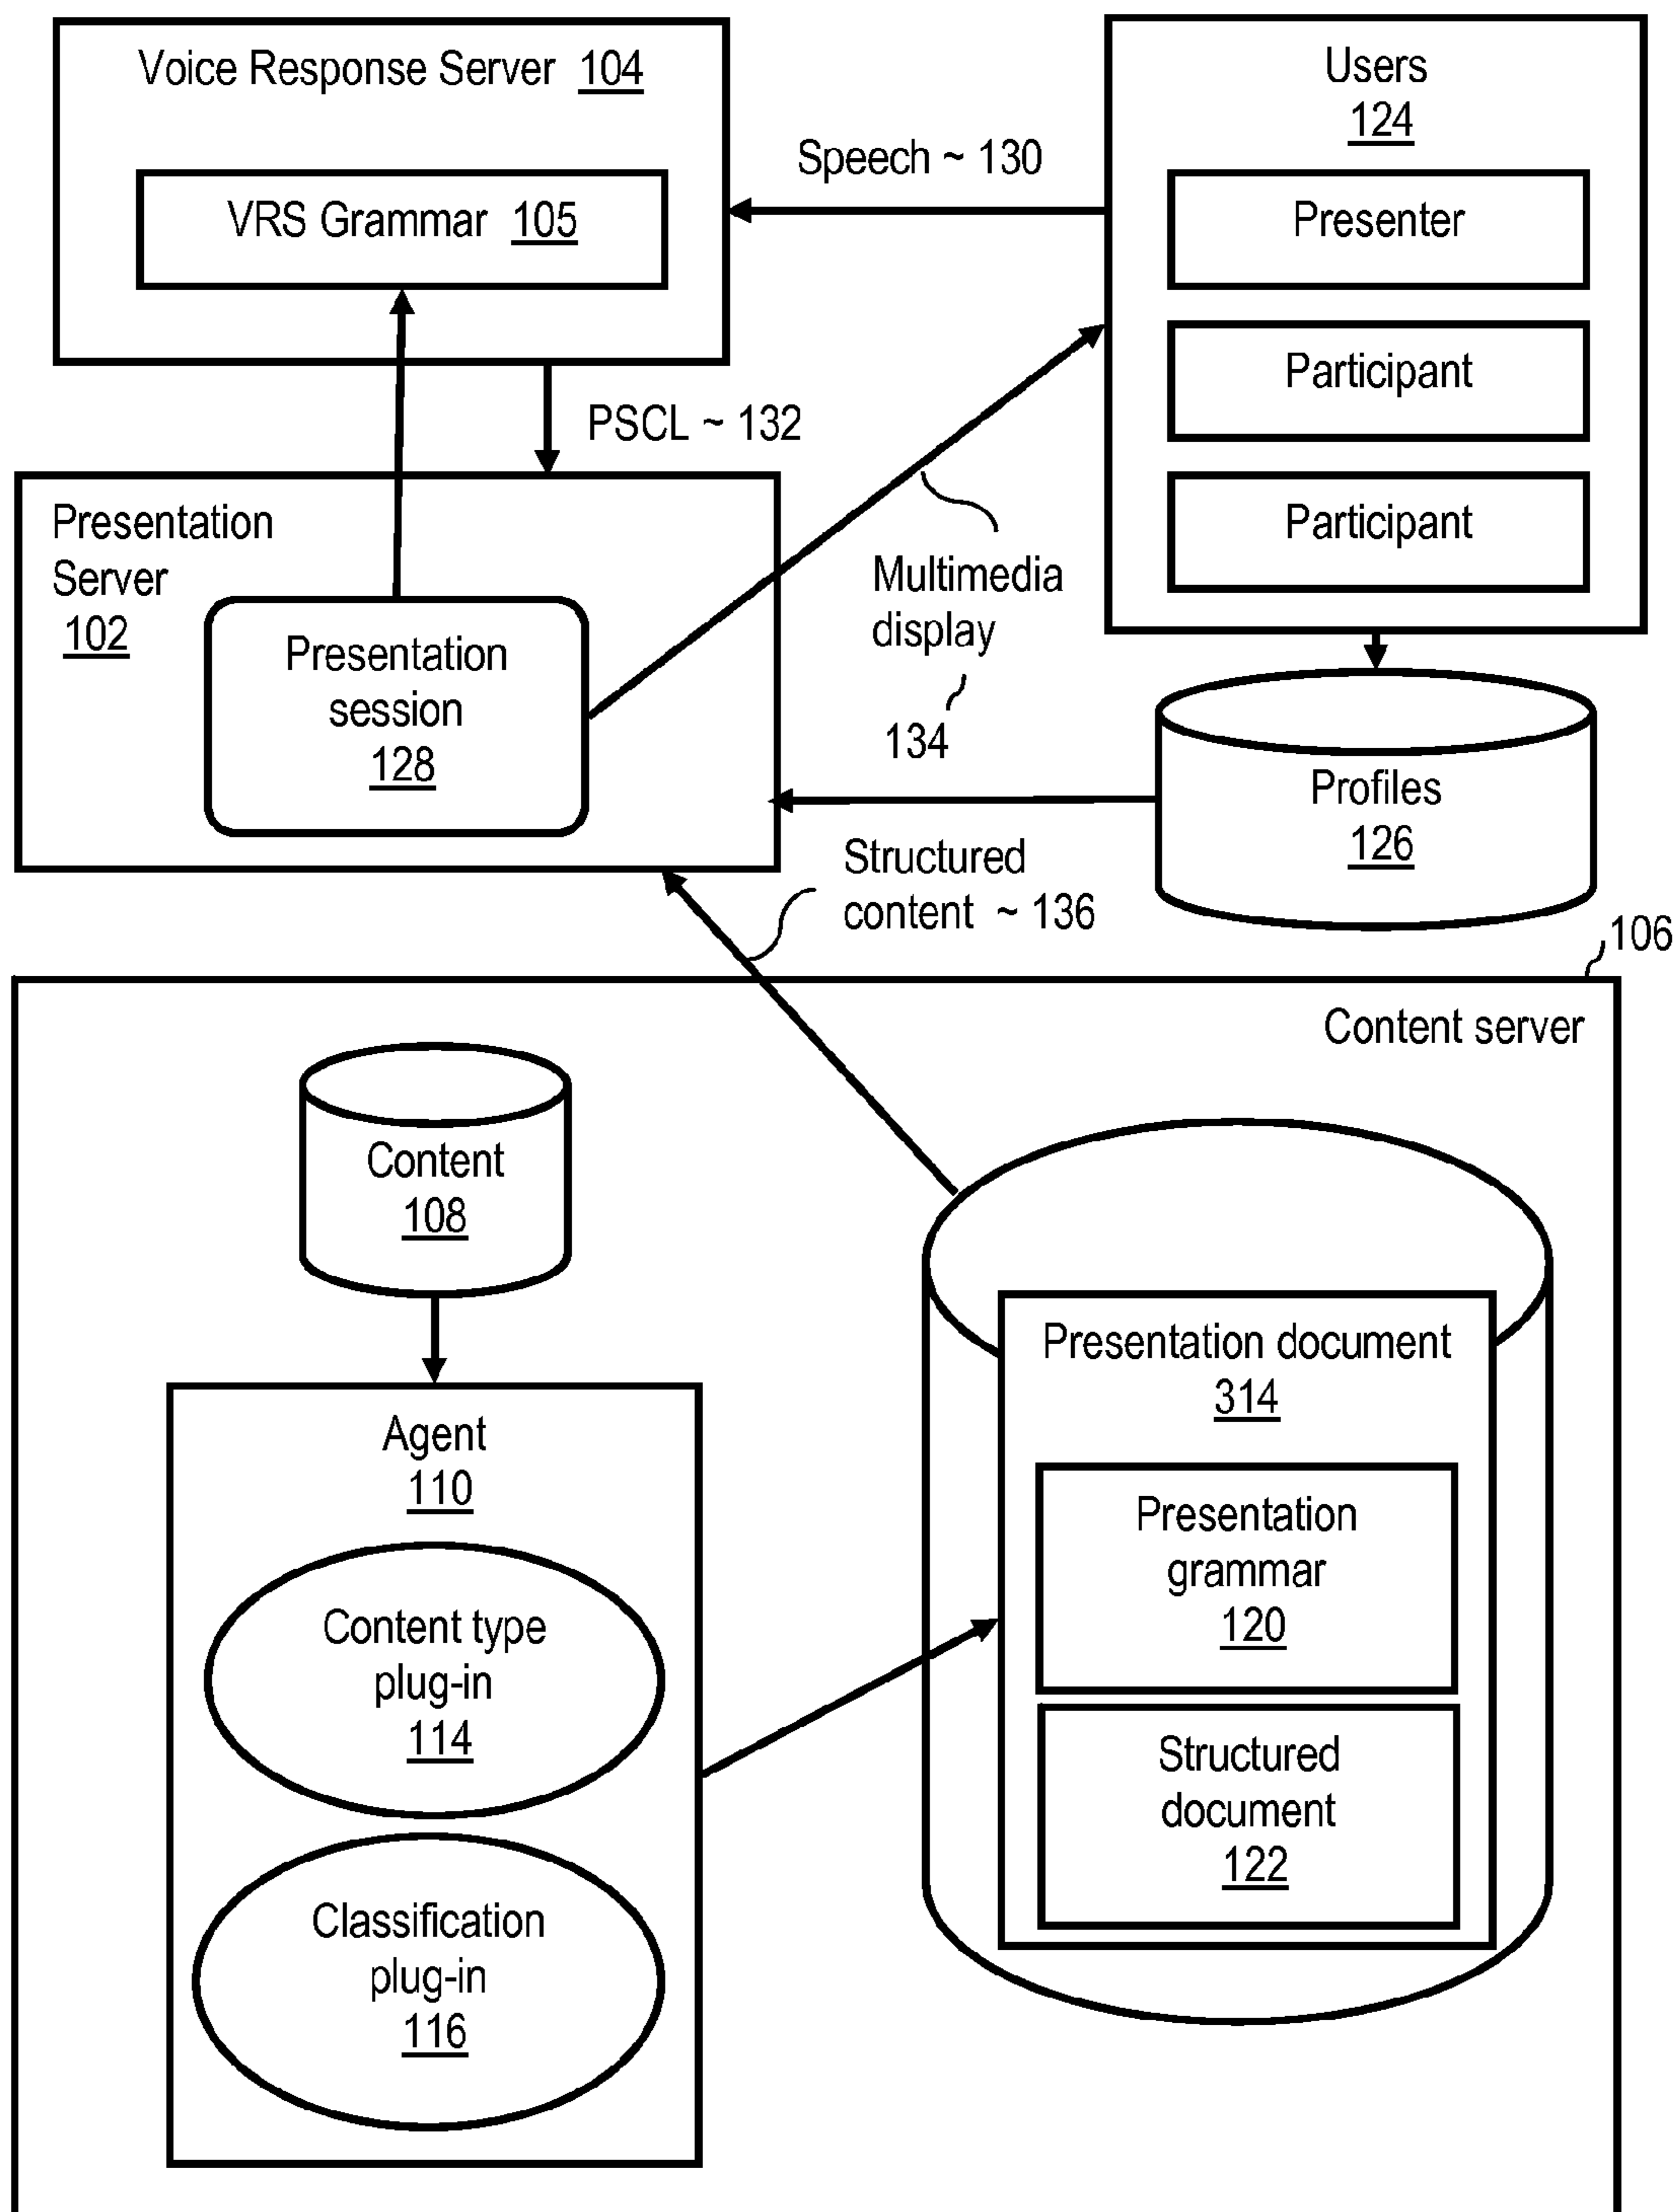 Voice Response Server 104
VRS Grammar 105
Speech ~ 130
Users
124
Presenter
Participant
Participant
PSCL ~ 132
Presentation
Server
102
Presentation
session
128
Multimedia
display
134
Profiles
126
Structured
content ~ 136
106
Content server
Content
108
Agent
110
Content type
plug-in
114
Classification
plug-in
116
Presentation document
314
Presentation
grammar
120
Structured
document
122